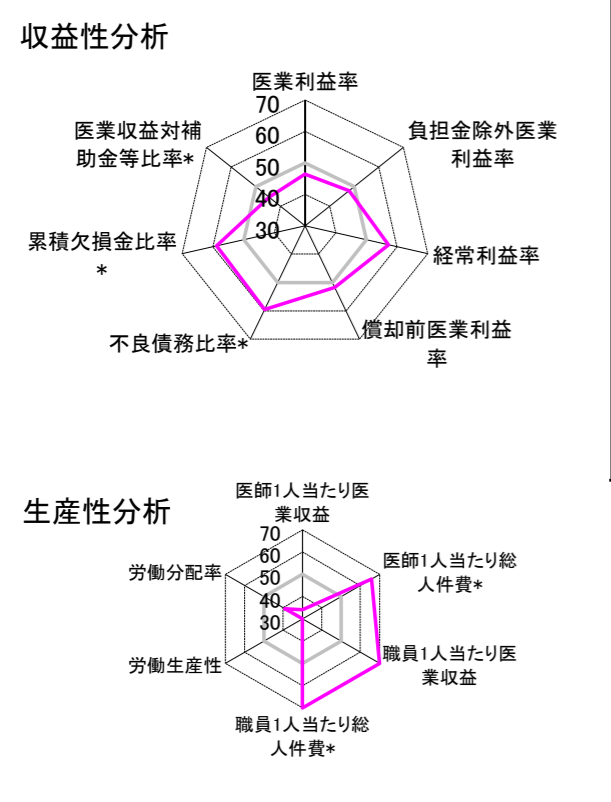 収益性分析
医業利益率
70
60
50
40
30
負担金除外医業
利益率
経常利益率
償却前医業利益
率
不良債務比率*
累積欠損金比率
*
医業収益対補
助金等比率*
生産性分析
医師1人当たり医
業収益
70
60
50
40
30
医師1人当たり総
人件費*
職員1人当たり医
業収益
職員1人当たり総
人件費*
労働生産性
労働分配率